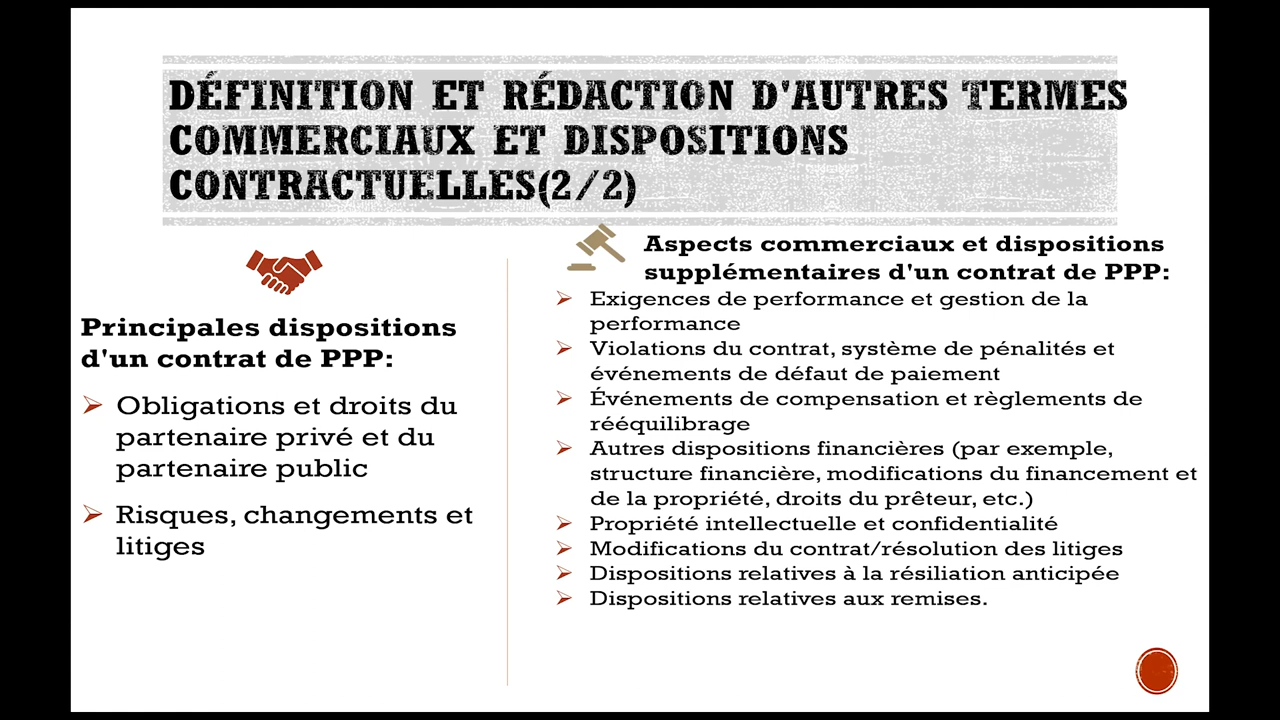 DÉFINITION ET RÉDACTION D'AUTRES TERMES
COMMERCIAUX ET DISPOSITIONS
CONTRACTUELLES(2/2)
Principales dispositions
d'un contrat de PPP:
Obligations et droits du
partenaire privé et du
partenaire public
Risques, changements et
litiges
Aspects commerciaux et dispositions
supplémentaires d'un contrat de PPP:
Exigences de performance et gestion de la
performance
Violations du contrat, système de pénalités et
événements de défaut de paiement
Événements de compensation et règlements de
rééquilibrage
Autres dispositions financières (par exemple,
structure financière, modifications du financement et
de la propriété, droits du prêteur, etc.)
Propriété intellectuelle et confidentialité
Modifications du contrat/résolution des litiges
Dispositions relatives à la résiliation anticipée
Dispositions relatives aux remises.